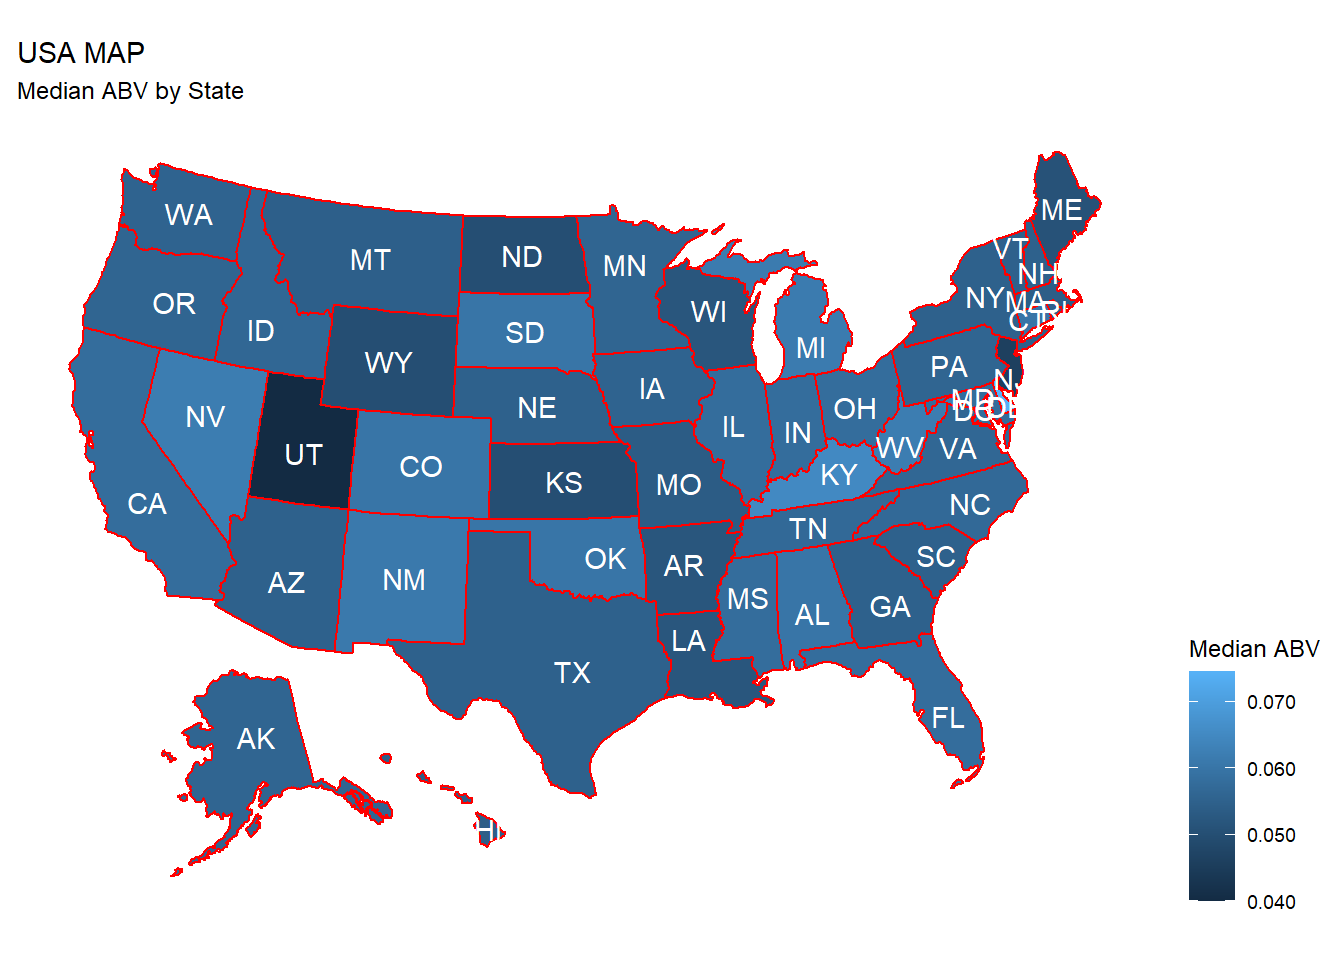 USA MAP
Median ABV by State
WA
MT
ND
MN
ME
VT
NH
OR
ID
SD
WI
NY
MA
RI
CT
WY
MI
PA
NJ
NV
NE
IA
OH
MD
DE
DC
UT
CO
IL
IN
WV
VA
KS
MO
KY
CA
NC
TN
AZ
NM
OK
AR
SC
MS
AL
GA
LA
TX
FL
AK
HI
Median ABV
0.070
0.060
0.050
0.040